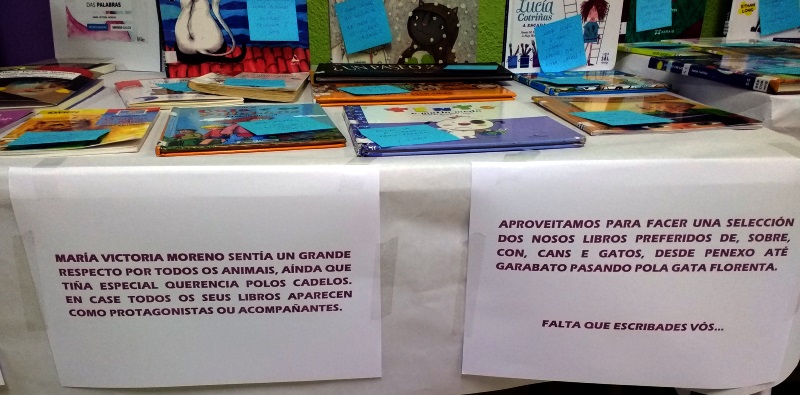 DAS PALABRAS
Lucía
Cotriñas
MARÍA VICTORIA MORENO SENTÍA UN GRANDE
RESPECTO POR TODOS OS ANIMAIS, AÍNDA QUE
TIÑA ESPECIAL QUERENCIA POLOS CADELOS.
EN CASE TODOS OS SEUS LIBROS APARECEN
COMO PROTAGONISTAS OU ACOMPAÑANTES.
APROVEITAMOS PARA FACER UNA SELECCIÓN
DOS NOSOS LIBROS PREFERIDOS DE, SOBRE,
CON, CANS E GATOS, DESDE PENEXO ATÉ
GARABATO PASANDO POLA GATA FLORENTA.
FALTA QUE ESCRIBADES VÓS...